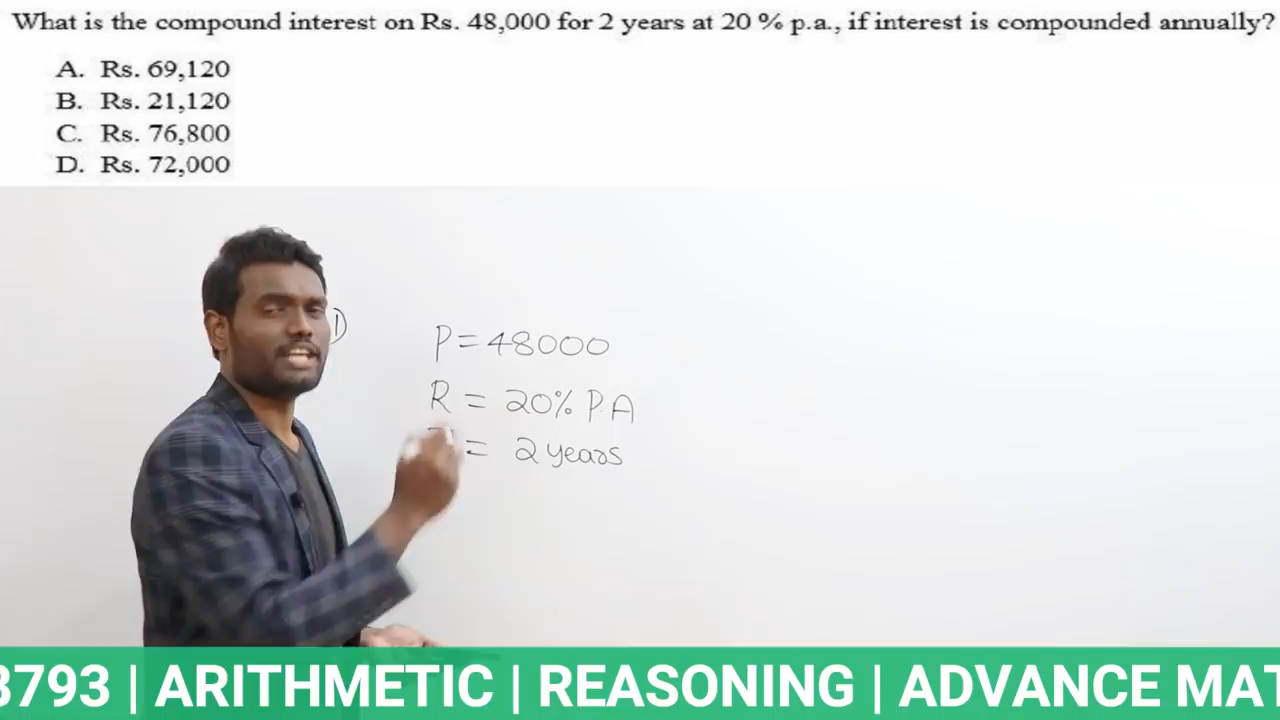 What is the compound interest on Rs. 48,000 for 2 years at 20 % p.a., if interest is compounded annually?
A. Rs. 69,120
B. Rs. 21,120
C. Rs. 76,800
D. Rs. 72,000
P = 48000
R = 20% P.A
= 2 years
3793 | ARITHMETIC | REASONING | ADVANCE MAT